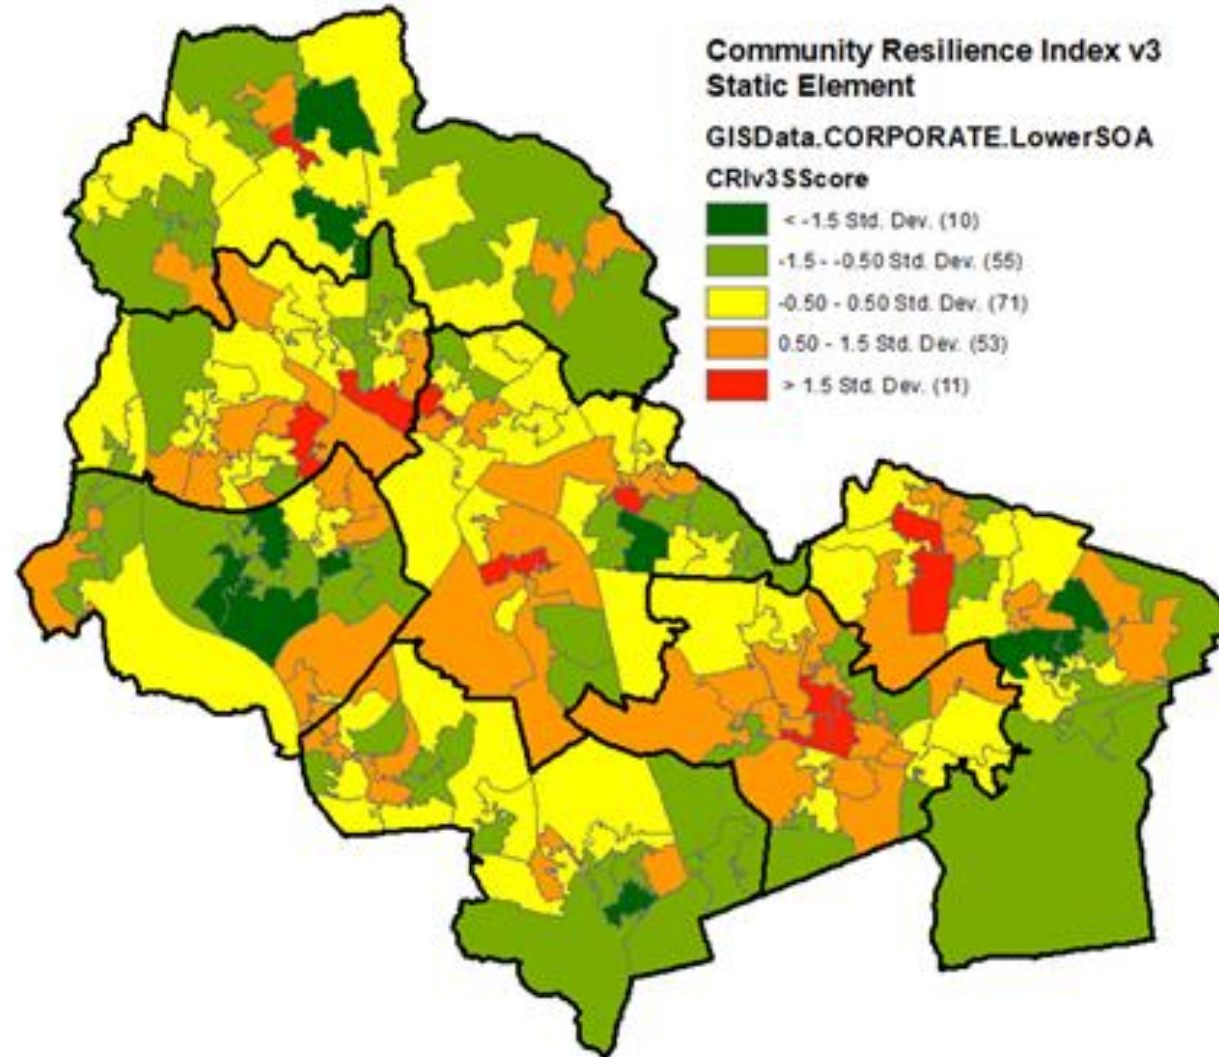 Community Resilience Index v3
Static Element
GISData.CORPORATE.LowerSOA
CRIv3SScore
< -1.5 Std. Dev. (10)
-1.5 - -0.50 Std. Dev. (55)
-0.50 - 0.50 Std. Dev. (71)
0.50 - 1.5 Std. Dev. (53)
> 1.5 Std. Dev. (11)